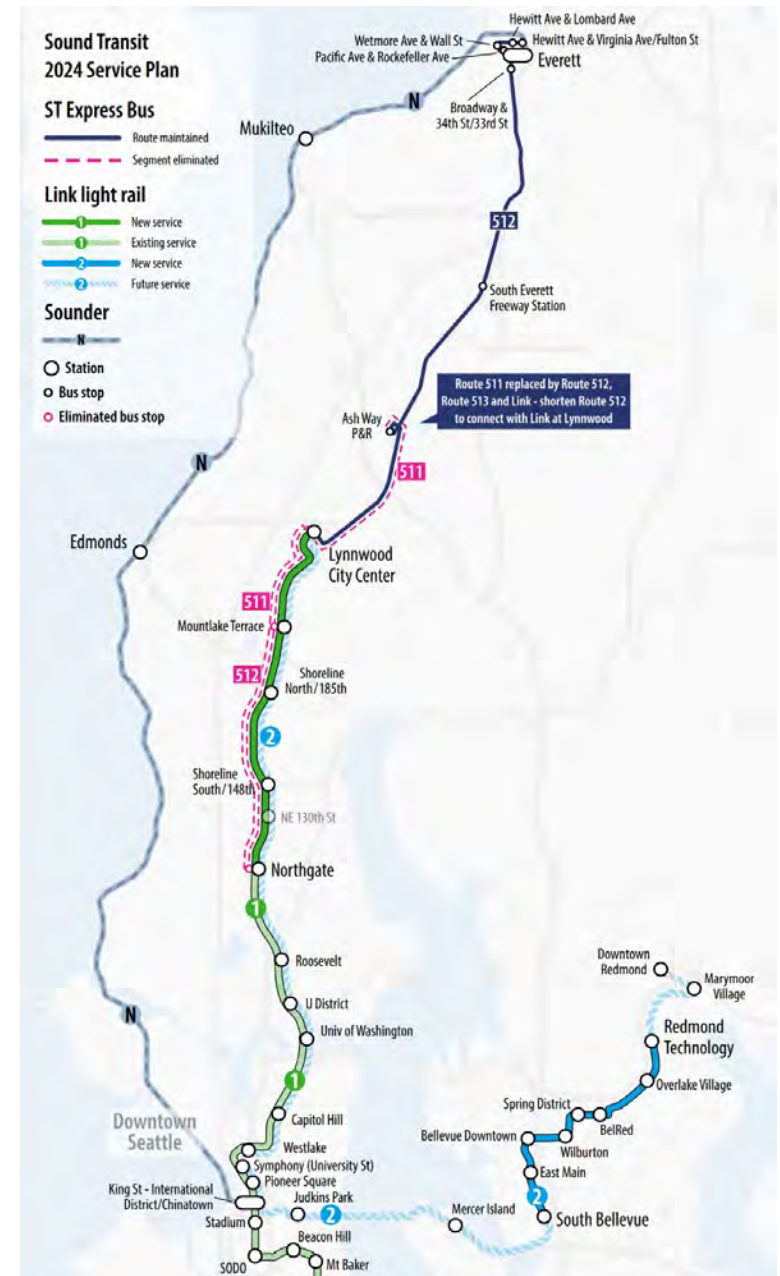 Sound Transit
2024 Service Plan
ST Express Bus
Route maintained
Segment eliminated
Link light rail
1 New service
1 Existing service
2 New service
2 Future service
Sounder
N
Station
Bus stop
Eliminated bus stop
Hewitt Ave & Lombard Ave
Wetmore Ave & Wall St
Hewitt Ave & Virginia Ave/Fulton St
Pacific Ave & Rockefeller Ave
Everett
N
Broadway &
34th St/33rd St
Mukilteo
512
South Everett
Freeway Station
Route 511 replaced by Route 512,
Route 513 and Link - shorten Route 512
to connect with Link at Lynnwood
Ash Way
P&R
511
N
Edmonds
Lynnwood
City Center
511
Mountlake Terrace
512
Shoreline
North/185th
2
Shoreline
South/148th
NE 130th St
Northgate
1
Roosevelt
U District
N
Univ of Washington
1
Capitol Hill
Downtown
Seattle
Westlake
Symphony (University St)
Pioneer Square
King St - International
District/Chinatown
Judkins Park
2
Stadium
Beacon Hill
SODO
Mt Baker
Mercer Island
Downtown
Redmond
Marymoor
Village
Redmond
Technology
Overlake Village
Spring District
BelRed
Bellevue Downtown
Wilburton
East Main
2
South Bellevue